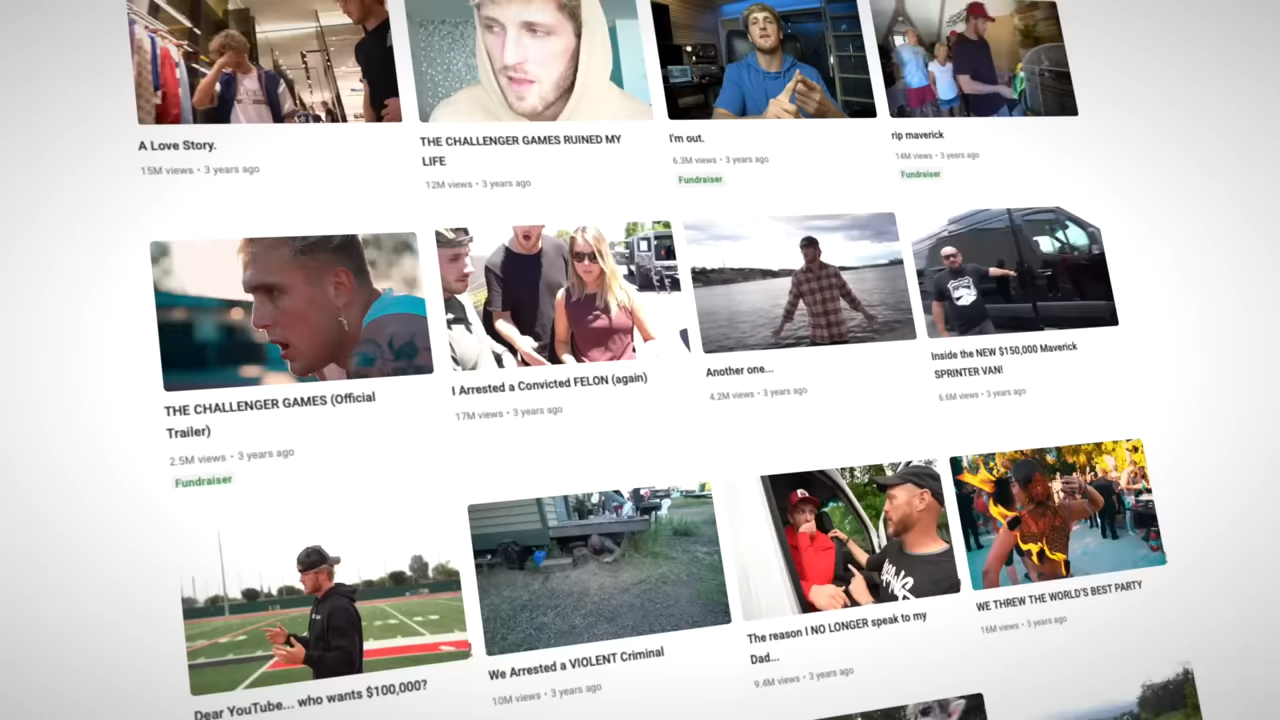 A Love Story.
15M views • 3 years ago
THE CHALLENGER GAMES RUINED MY
LIFE
12M views • 3 years ago
I'm out.
6.3M views • 3 years ago
Fundraiser
rip maverick
14M views • 3 years ago
Fundraiser
THE CHALLENGER GAMES (Official
Trailer)
2.5M views • 3 years ago
Fundraiser
I Arrested a Convicted FELON (again)
17M views • 3 years ago
Another one...
4.2M views • 3 years ago
Inside the NEW $150,000 Maverick
SPRINTER VAN!
6.6M views • 3 years ago
Dear YouTube... who wants $100,000?
We Arrested a VIOLENT Criminal
10M views • 3 years ago
The reason I NO LONGER speak to my
Dad...
9.4M views • 3 years ago
WE THREW THE WORLD'S BEST PARTY
16M views • 3 years ago